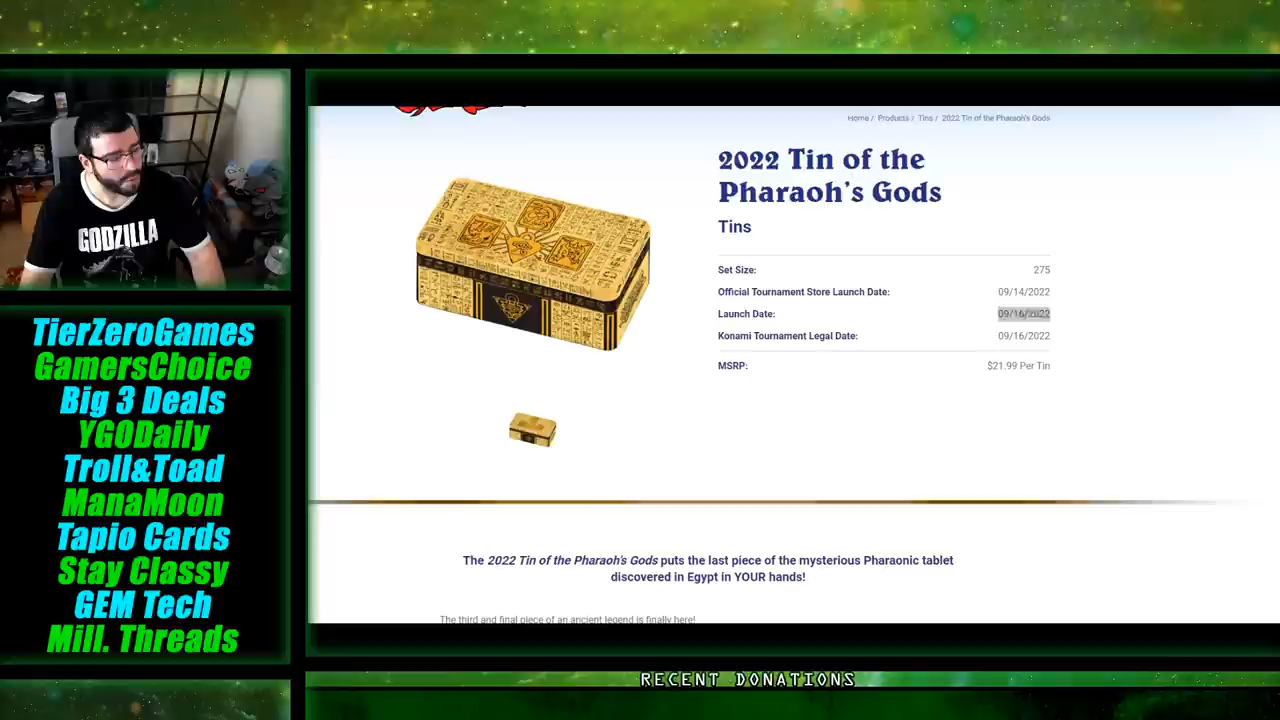 GODZILLA
TierZeroGames
GamersChoice
Big 3 Deals
YGODaily
Troll&Toad
ManaMoon
Tapio Cards
Stay Classy
GEM Tech
Mill. Threads
Home / Products / Tins / 2022 Tin of the Pharaoh's Gods
2022 Tin of the
Pharaoh's Gods
Tins
Set Size: 275
Official Tournament Store Launch Date: 09/14/2022
Launch Date: 09/16/2022
Konami Tournament Legal Date: 09/16/2022
MSRP: $21.99 Per Tin
The 2022 Tin of the Pharaoh's Gods puts the last piece of the mysterious Pharaonic tablet
discovered in Egypt in YOUR hands!
The third and final piece of an ancient legend is finally here!
RECENT DONATIONS